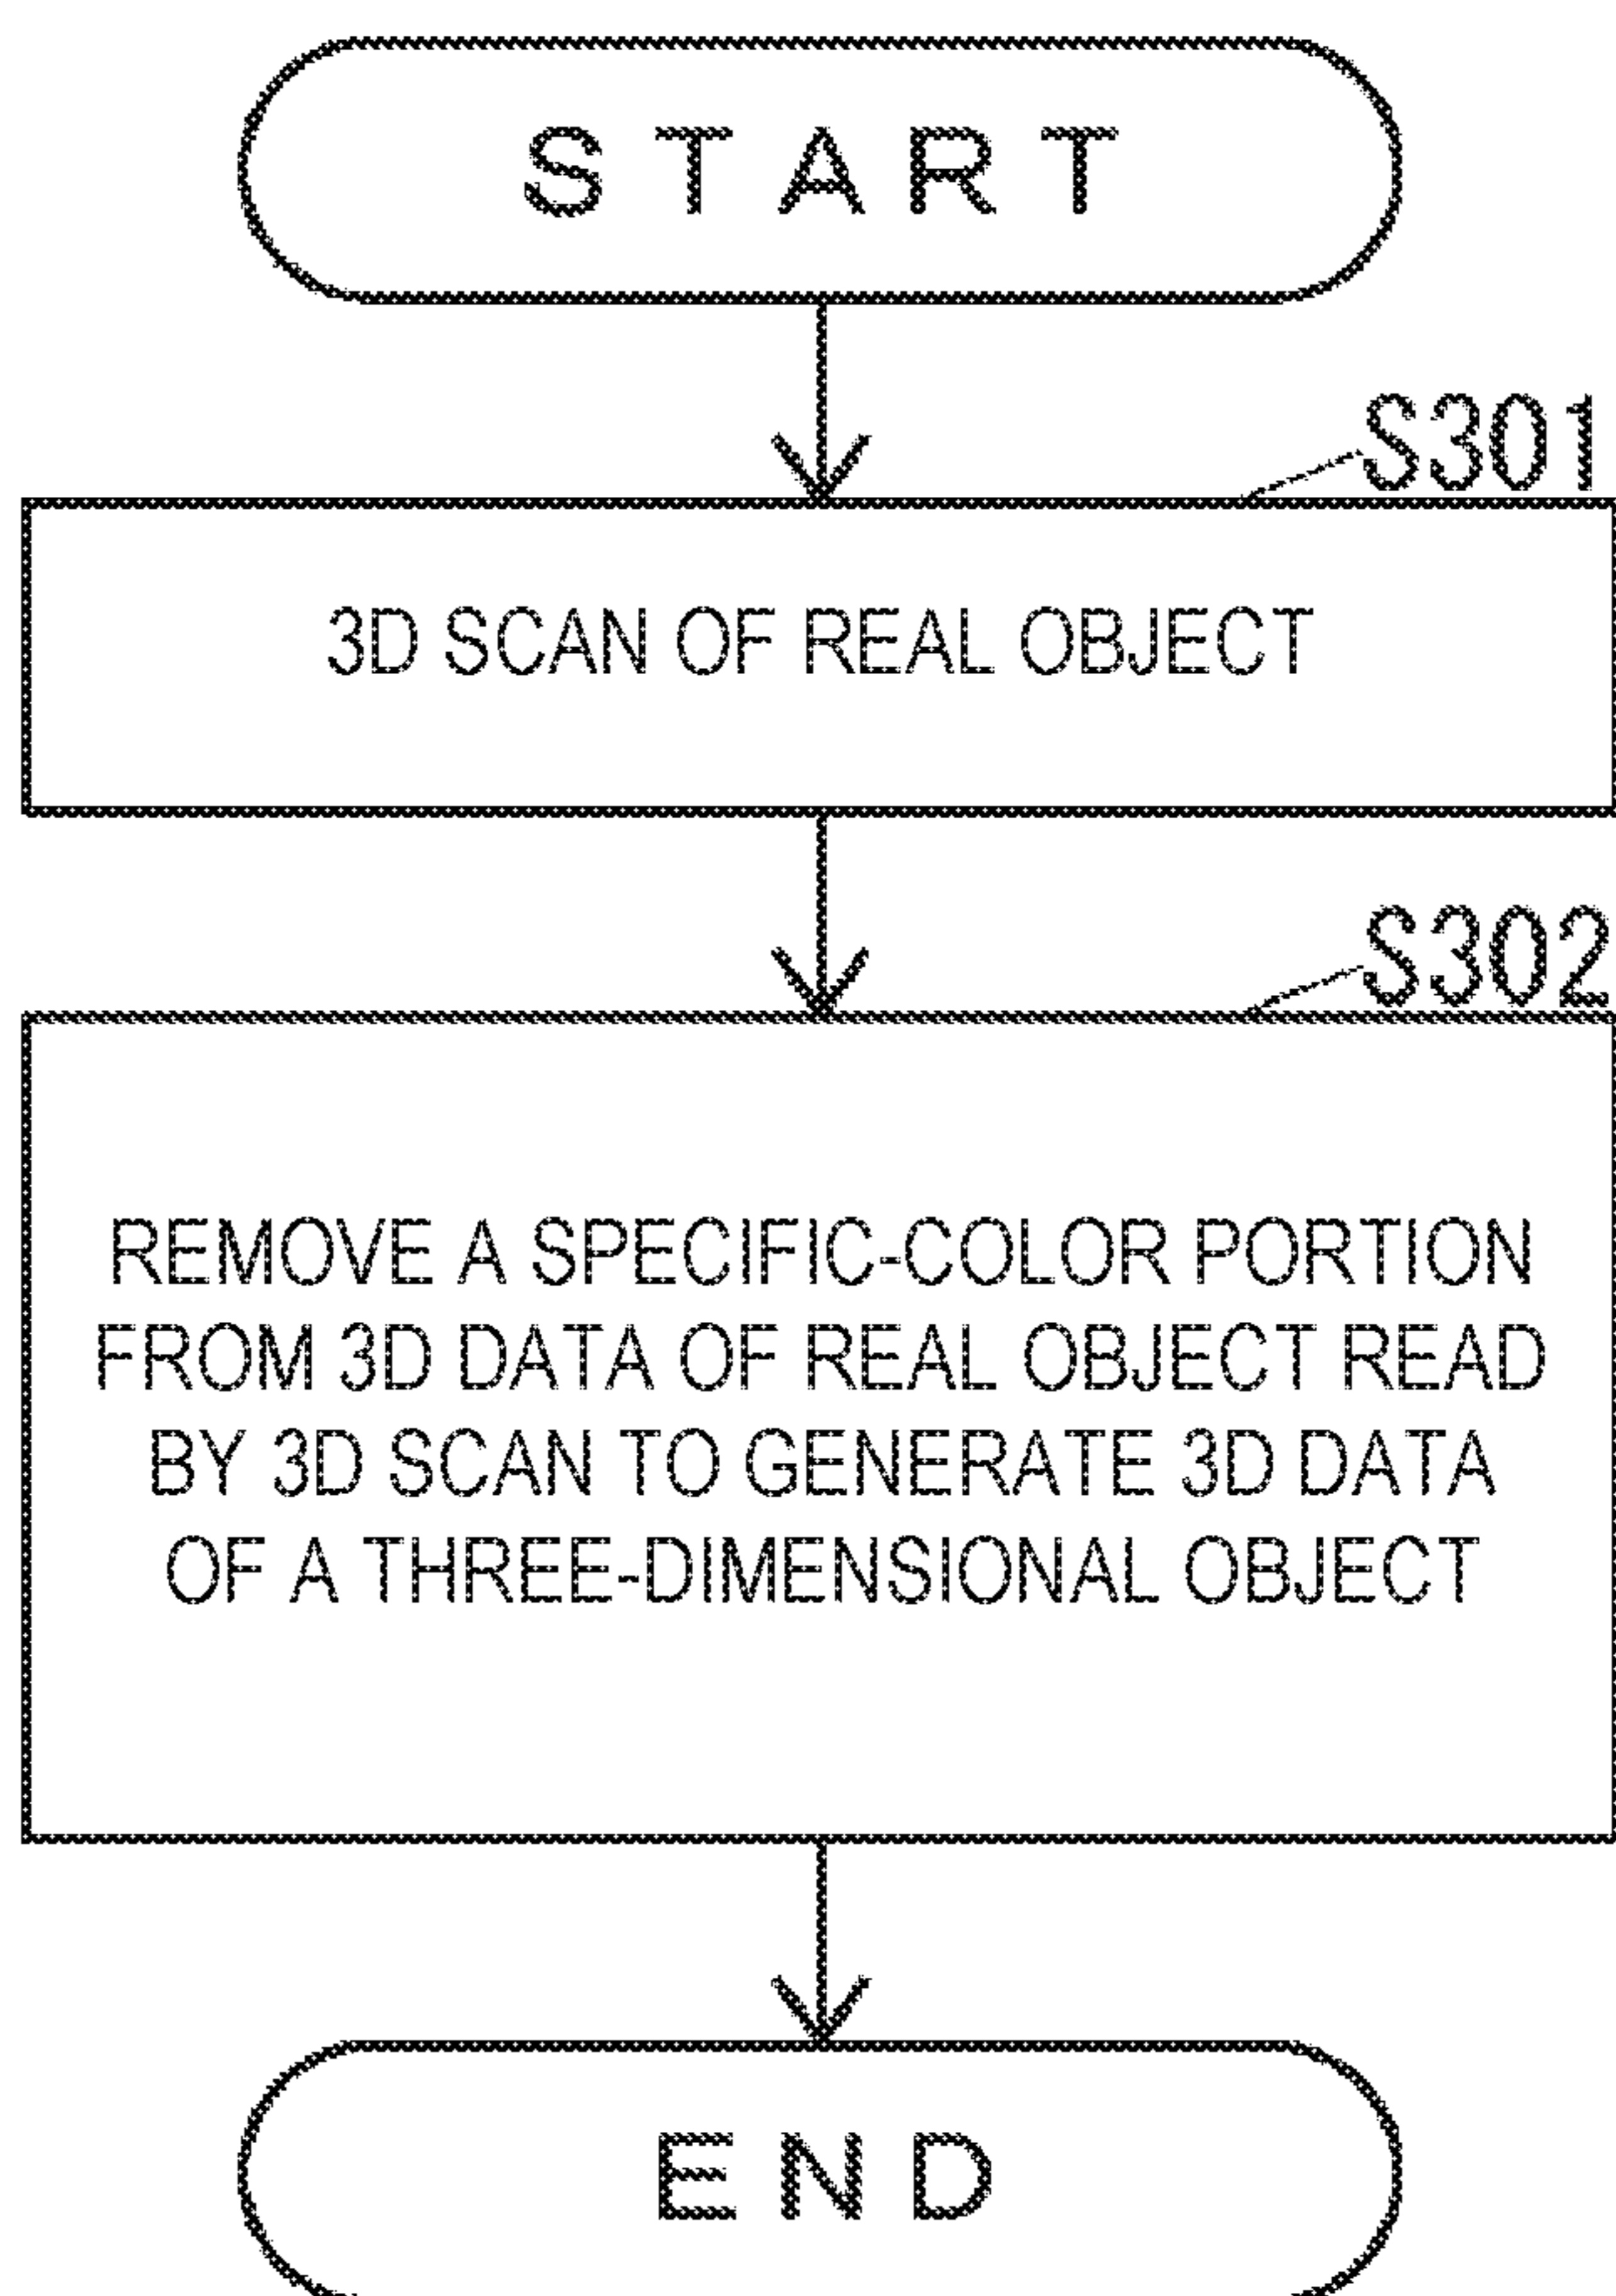 START
S301
3D SCAN OF REAL OBJECT
S302
REMOVE A SPECIFIC-COLOR PORTION
FROM 3D DATA OF REAL OBJECT READ
BY 3D SCAN TO GENERATE 3D DATA
OF A THREE-DIMENSIONAL OBJECT
END